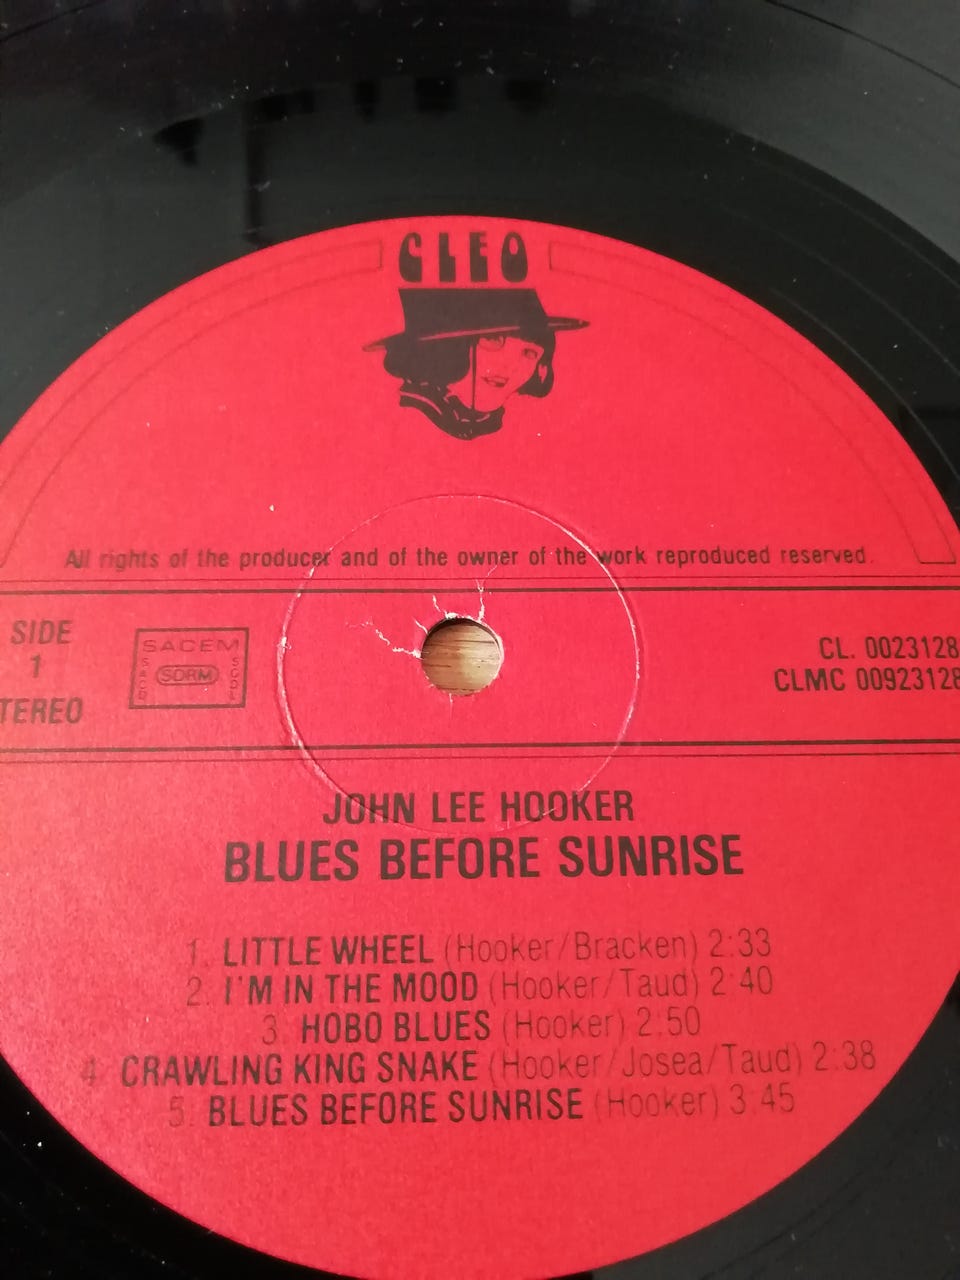 CLEO
All rights of the producer and of the owner of the work reproduced reserved.
SIDE
1
TEREO
SACEM
SACD
SDRM
SCDL
CL. 0023128
CLMC 00923128
JOHN LEE HOOKER
BLUES BEFORE SUNRISE
1. LITTLE WHEEL (Hooker/Bracken) 2:33
2. I'M IN THE MOOD (Hooker/Taud) 2:40
3. HOBO BLUES (Hooker) 2:50
4. CRAWLING KING SNAKE (Hooker/Josea/Taud) 2:38
5. BLUES BEFORE SUNRISE (Hooker) 3:45